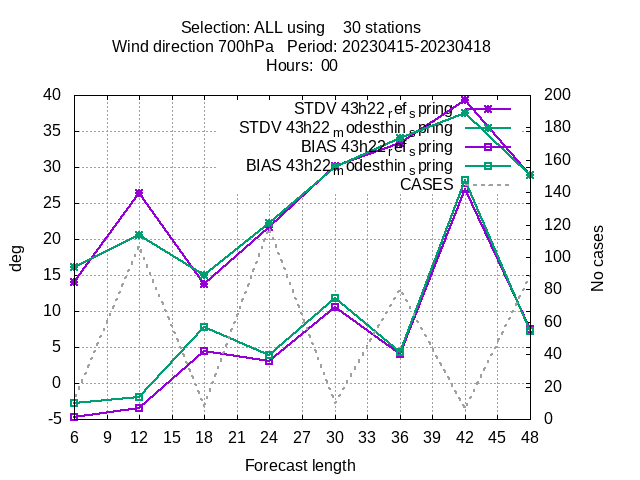 Selection: ALL using    30 stations
Wind direction 700hPa   Period: 20230415-20230418
Hours:  00
40
35
30
25
20
15
10
5
0
-5
deg
STDV 43h22_ref_spring
STDV 43h22_modesthin_spring
BIAS 43h22_ref_spring
BIAS 43h22_modesthin_spring
CASES
200
180
160
140
120
100
80
60
40
20
0
No cases
6 9 12 15 18 21 24 27 30 33 36 39 42 45 48
Forecast length